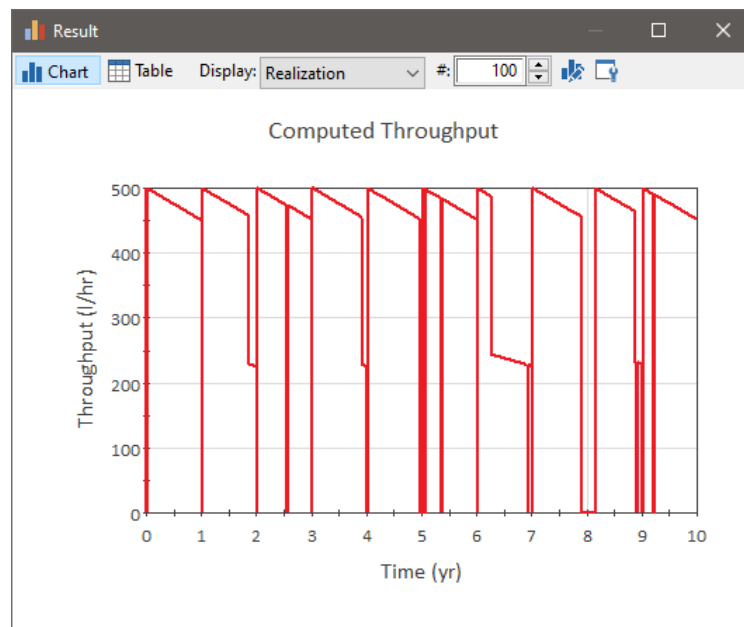 Result
Chart Table Display: Realization #: 100
Computed Throughput
Throughput (l/hr)
500
400
300
200
100
0
0 1 2 3 4 5 6 7 8 9 10
Time (yr)